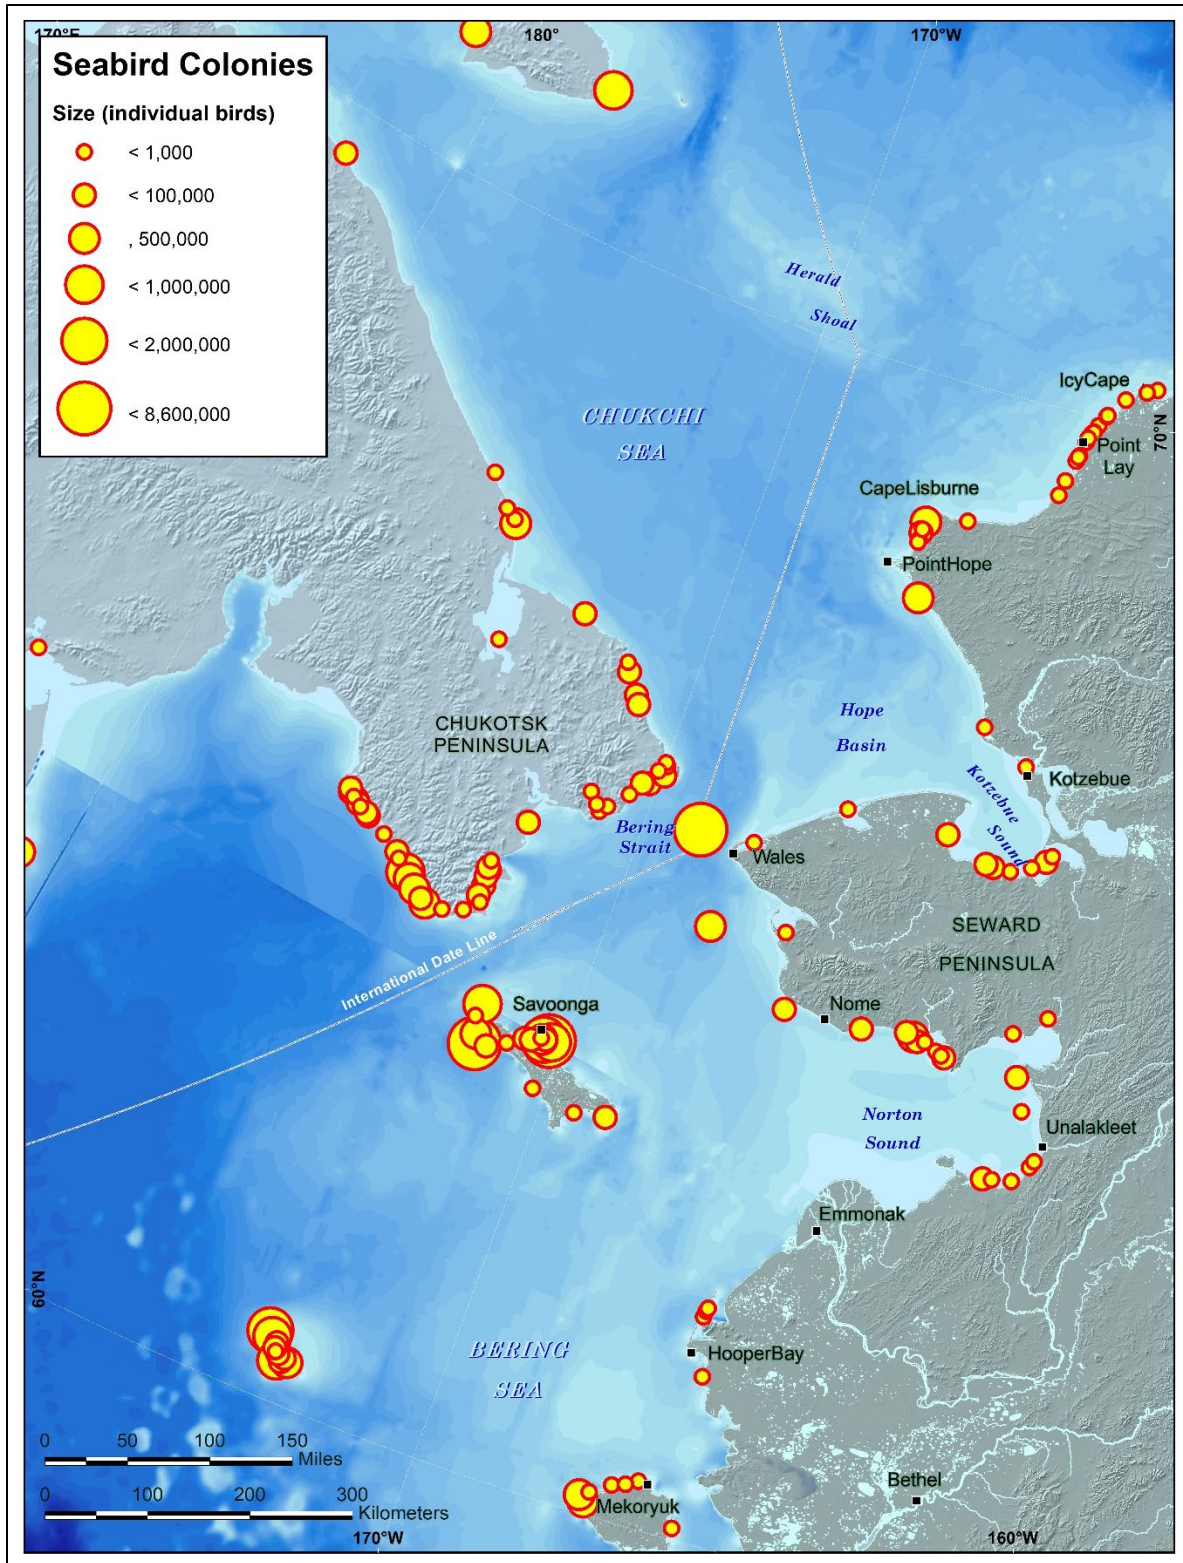 170°E
180°
170°W
Seabird Colonies
Size (individual birds)
< 1,000
< 100,000
, 500,000
< 1,000,000
< 2,000,000
< 8,600,000
Herald
Shoal
IcyCape
CHUKCHI
SEA
70°N
Point
Lay
CapeLisburne
PointHope
Hope
Basin
CHUKOTSK
PENINSULA
Kotzebue
Sound
Kotzebue
Bering
Strait
Wales
SEWARD
PENINSULA
International Date Line
Savoonga
Nome
Norton
Sound
Unalakleet
Emmonak
60°N
BERING
SEA
HooperBay
0 50 100 150
Miles
Bethel
0 100 200 300
Kilometers
Mekoryuk
170°W
160°W